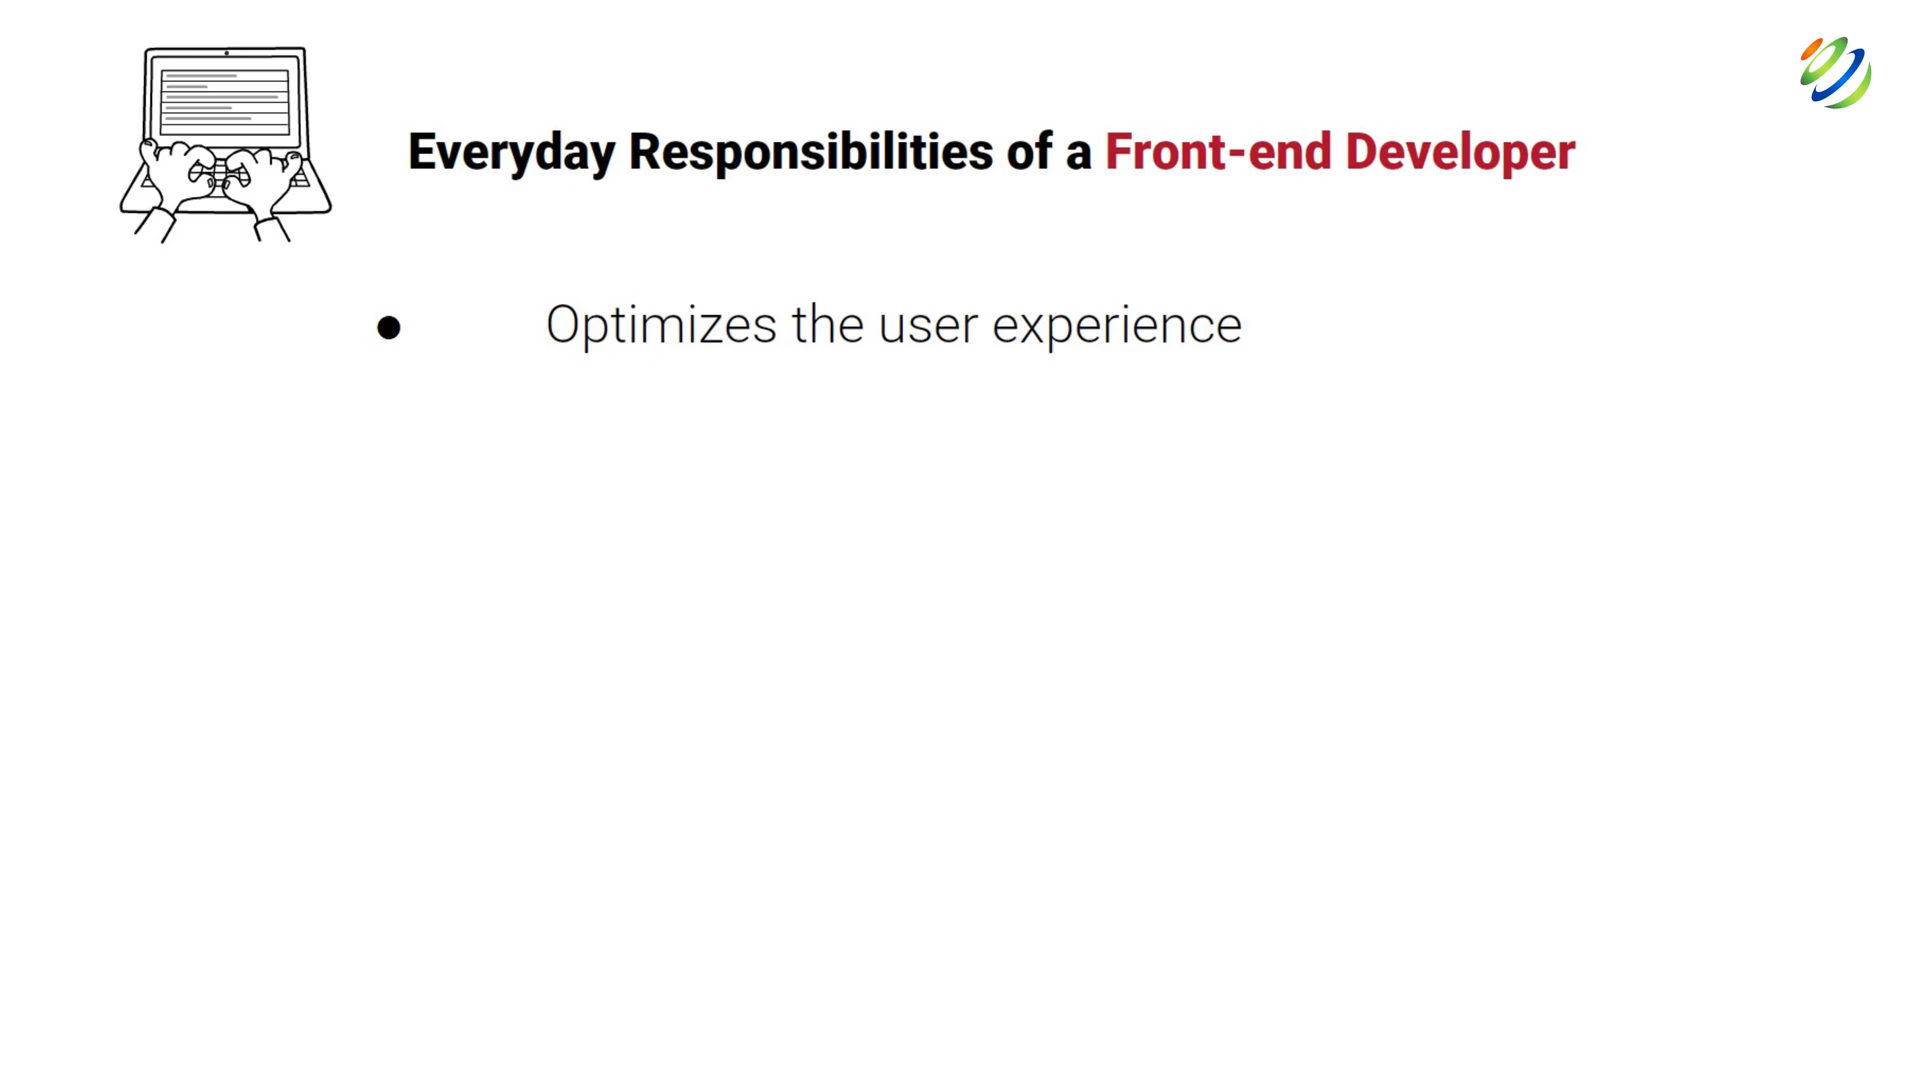 Everyday Responsibilities of a Front-end Developer
● Optimizes the user experience